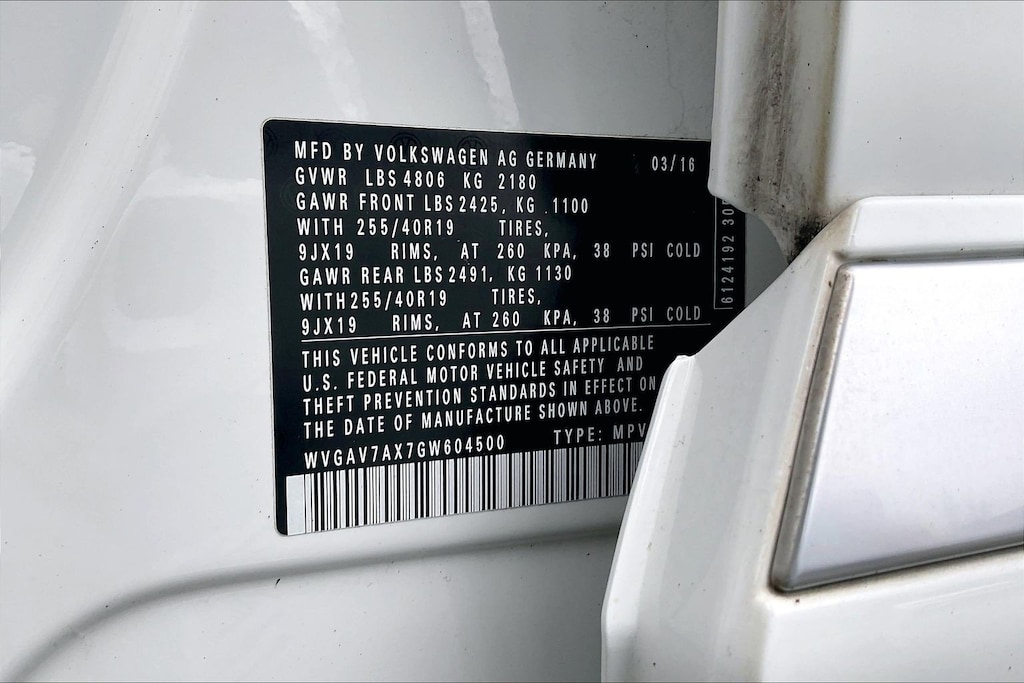 MFD BY VOLKSWAGEN AG GERMANY 03/16
GVWR LBS 4806 KG 2180
GAWR FRONT LBS 2425, KG .1100
WITH 255/40R19 TIRES,
9JX19 RIMS, AT 260 KPA, 38 PSI COLD
GAWR REAR LBS 2491, KG 1130
WITH 255/40R19 TIRES,
9JX19 RIMS, AT 260 KPA, 38 PSI COLD
THIS VEHICLE CONFORMS TO ALL APPLICABLE
U.S. FEDERAL MOTOR VEHICLE SAFETY AND
THEFT PREVENTION STANDARDS IN EFFECT ON
THE DATE OF MANUFACTURE SHOWN ABOVE.
WVGAV7AX7GW604500 TYPE: MPV
6124192